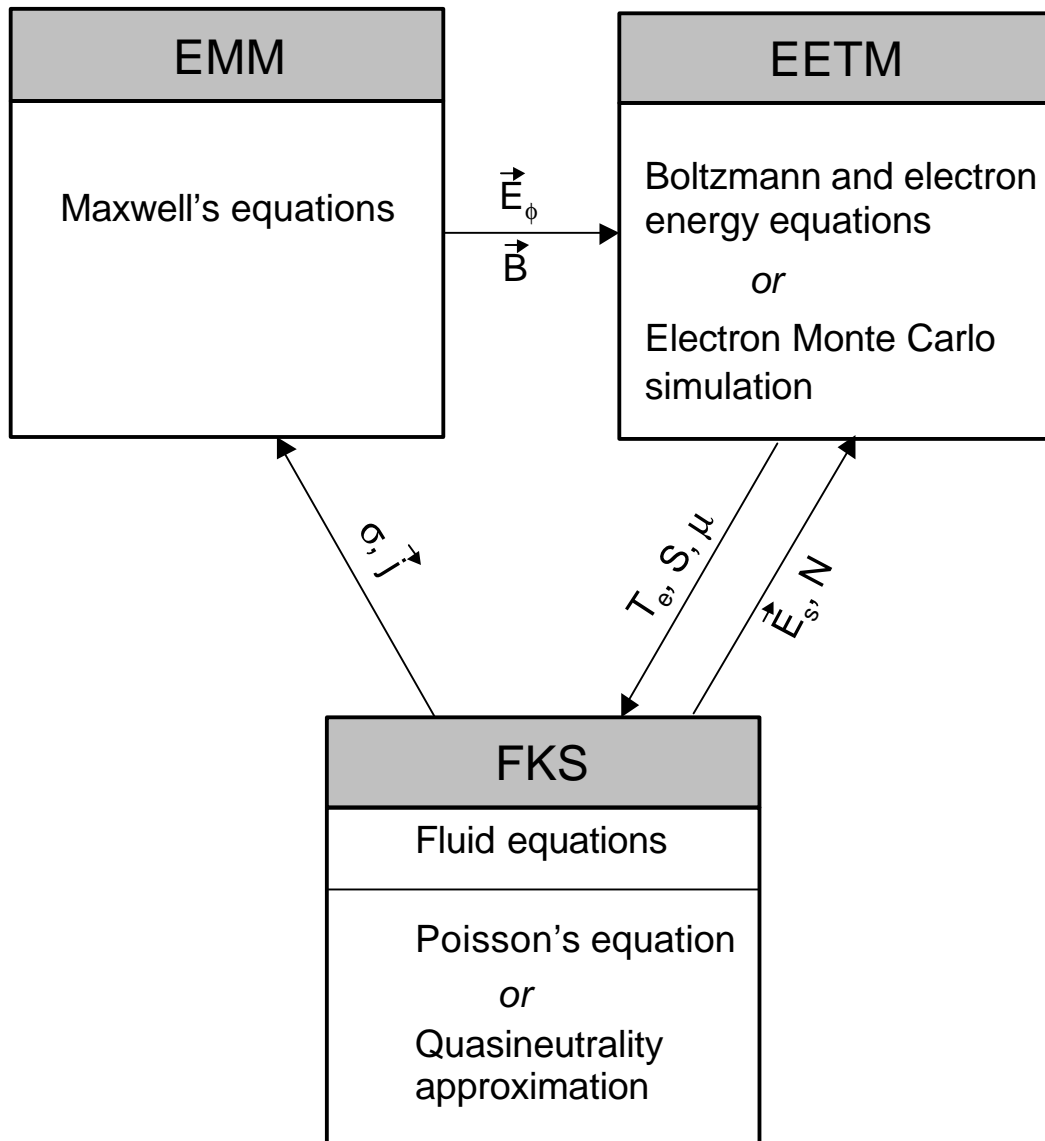 EMM
Maxwell's equations
E⃗ϕ
B⃗
EETM
Boltzmann and electron
energy equations
or
Electron Monte Carlo
simulation
σ, j⃗
Te, S, μ
E⃗s, N
FKS
Fluid equations
Poisson's equation
or
Quasineutrality
approximation